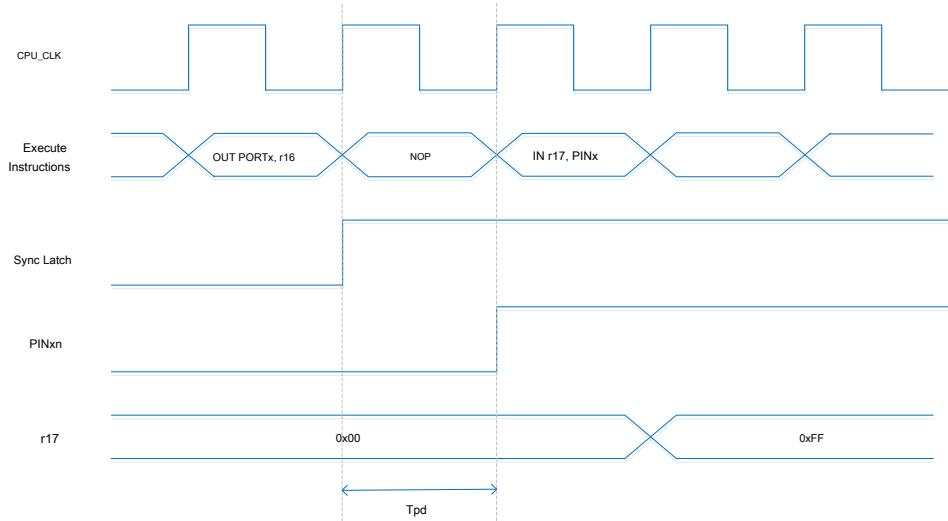 CPU_CLK
Execute
Instructions
OUT PORTx, r16
NOP
IN r17, PINx
Sync Latch
PINxn
r17
0x00
0xFF
Tpd